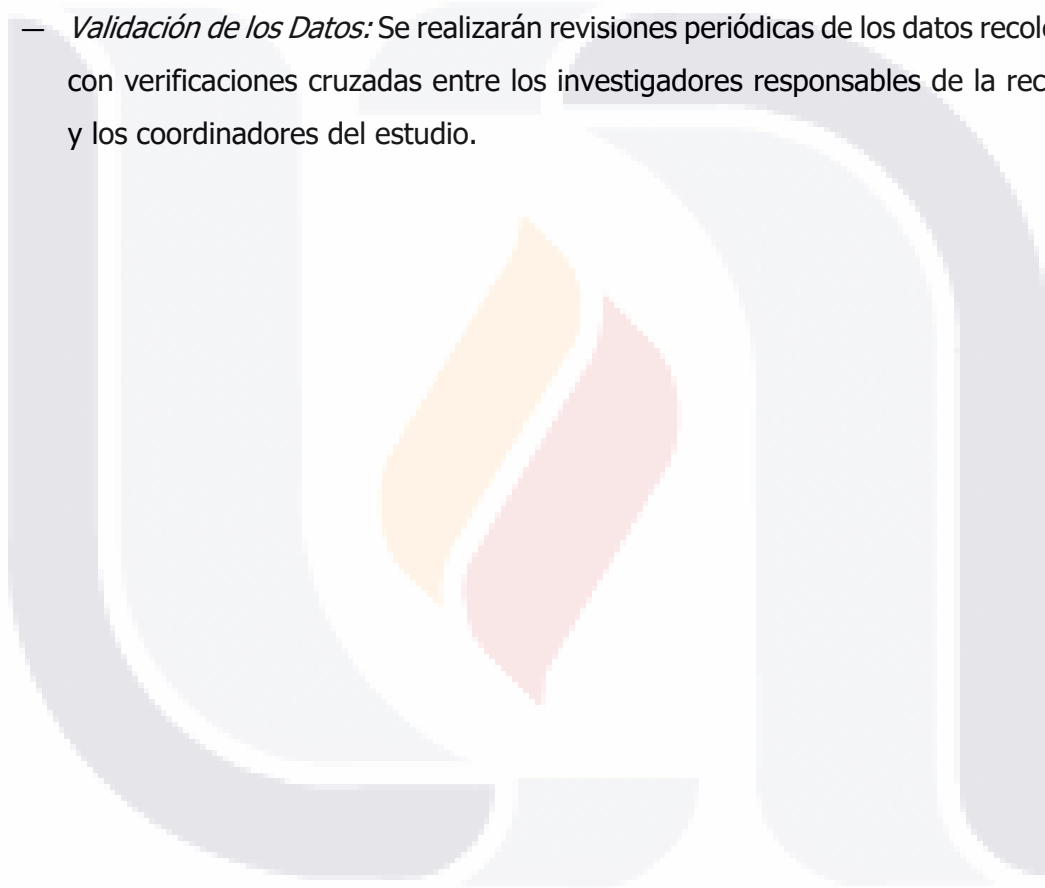 — Validación de los Datos: Se realizarán revisiones periódicas de los datos
con verificaciones cruzadas entre los investigadores responsables de la
y los coordinadores del estudio.